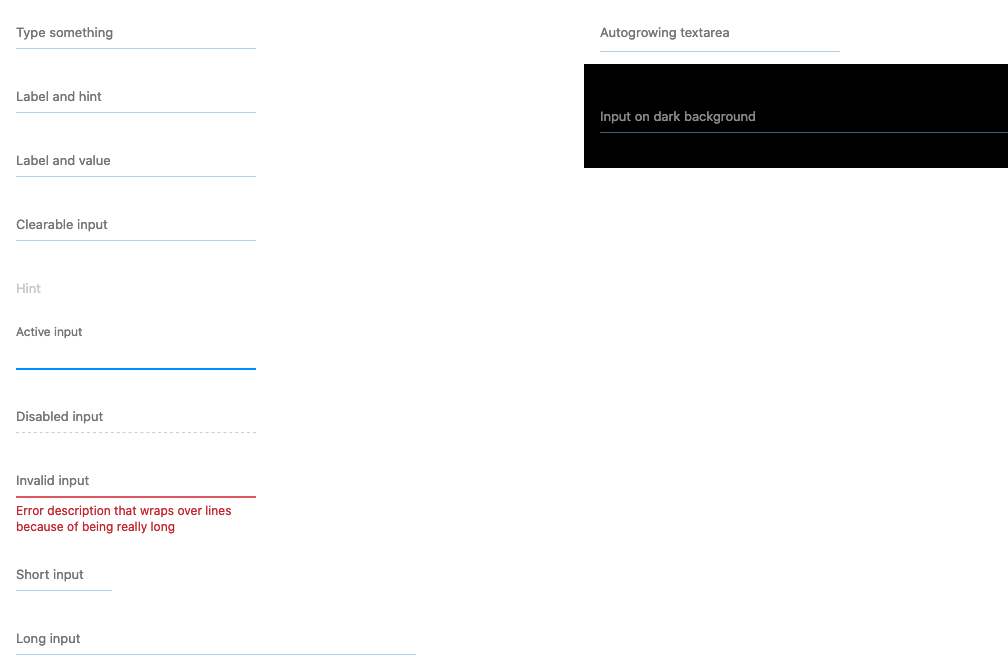 Type something
Label and hint
Label and value
Clearable input
Hint
Active input
Disabled input
Invalid input
Error description that wraps over lines
because of being really long
Short input
Long input
Autogrowing textarea
Input on dark background